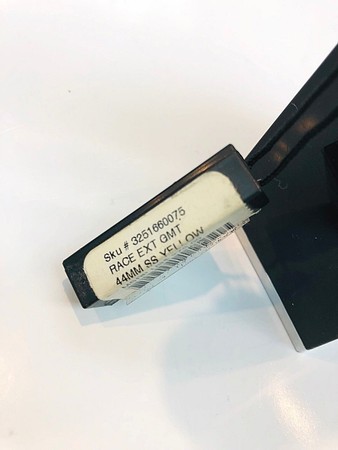 Sku # 3251660075
RACE EXT GMT
44MM SS YELLOW